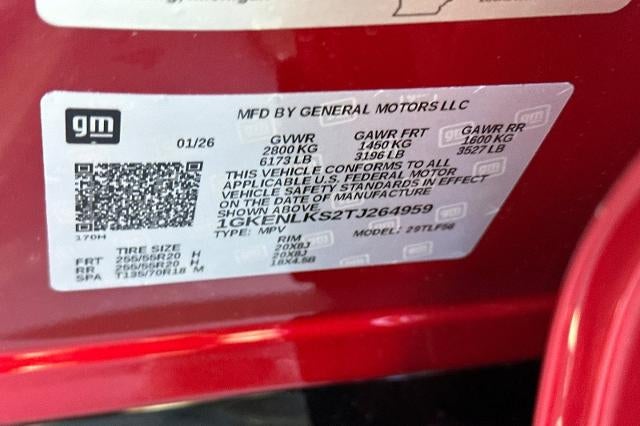 gm
MFD BY GENERAL MOTORS LLC
01/26
GVWR GAWR FRT GAWR RR
2800 KG 1450 KG 1600 KG
6173 LB 3196 LB 3527 LB
THIS VEHICLE CONFORMS TO ALL
APPLICABLE U.S. FEDERAL MOTOR
VEHICLE SAFETY STANDARDS IN EFFECT
ON THE DATE OF MANUFACTURE
SHOWN ABOVE.
1GKENLKS2TJ264959
TYPE: MPV MODEL: 29TLF56
170H
TIRE SIZE RIM
FRT 255/55R20 H 20X8J
RR 255/55R20 H 20X8J
SPA T135/70R18 M 18X4.5B